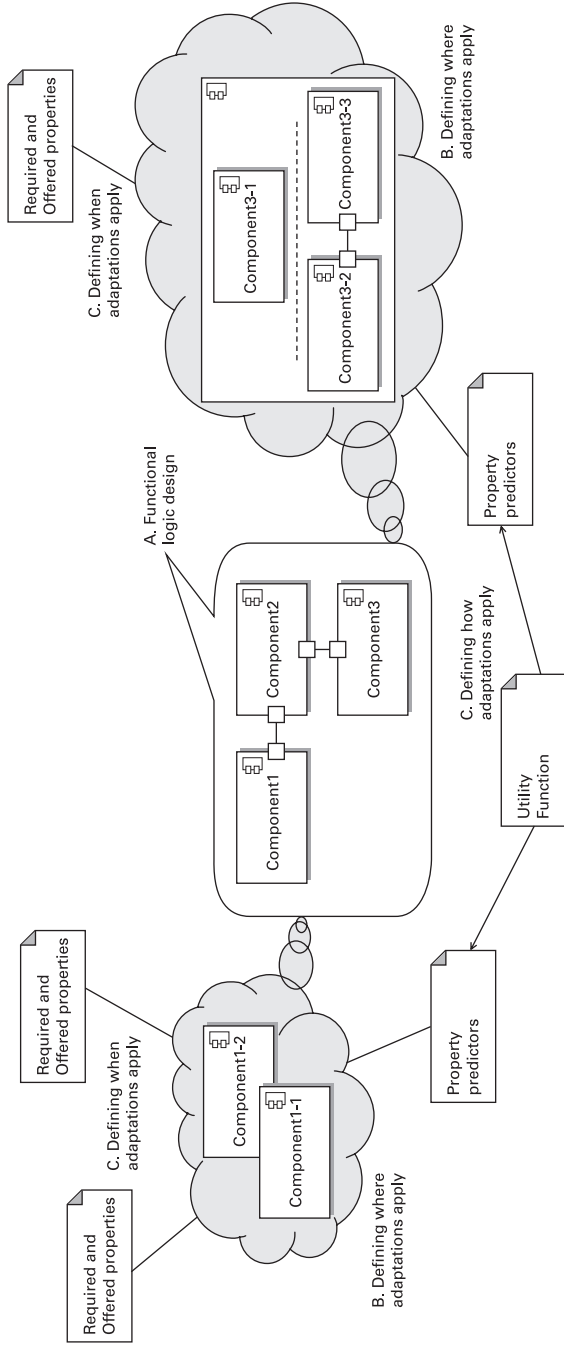 Required and
Offered properties
C. Defining when
adaptations apply
Required and
Offered properties
Component1-2
Component1-1
B. Defining where
adaptations apply
Property
predictors
A. Functional
logic design
Component1
Component2
Component3
C. Defining how
adaptations apply
Utility
Function
Required and
Offered properties
C. Defining when
adaptations apply
Component3-1
Component3-2
Component3-3
B. Defining where
adaptations apply
Property
predictors